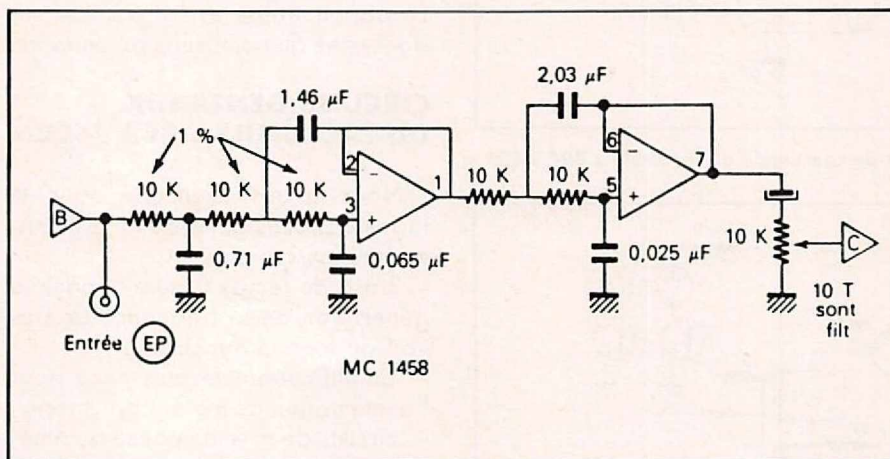 2,03 µF
1,46 µF
1 %
10 K
10 K
10 K
2
-
3
+
1
10 K
10 K
6
-
5
+
7
B
0,71 µF
0,065 µF
0,025 µF
10 K
C
10 T
sont
filt
Entrée EP
MC 1458